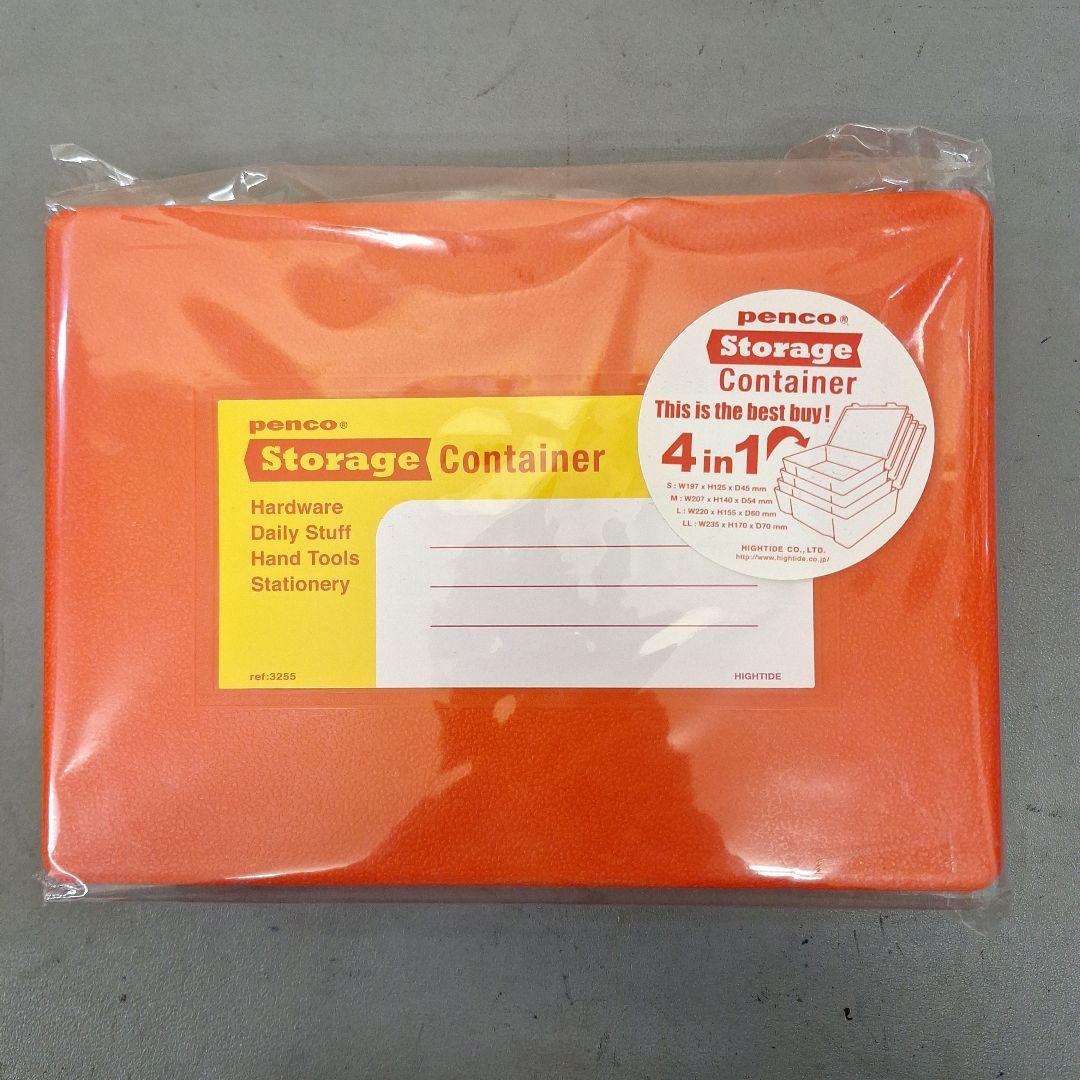 penco®
Storage Container
Hardware
Daily Stuff
Hand Tools
Stationery
ref:3255
HIGHTIDE
penco®
Storage
Container
This is the best buy!
4 in 1
S : W197 x H125 x D45 mm
M : W207 x H140 x D54 mm
L : W220 x H155 x D60 mm
LL : W235 x H170 x D70 mm
HIGHTIDE CO., LTD.
http://www.hightide.co.jp/